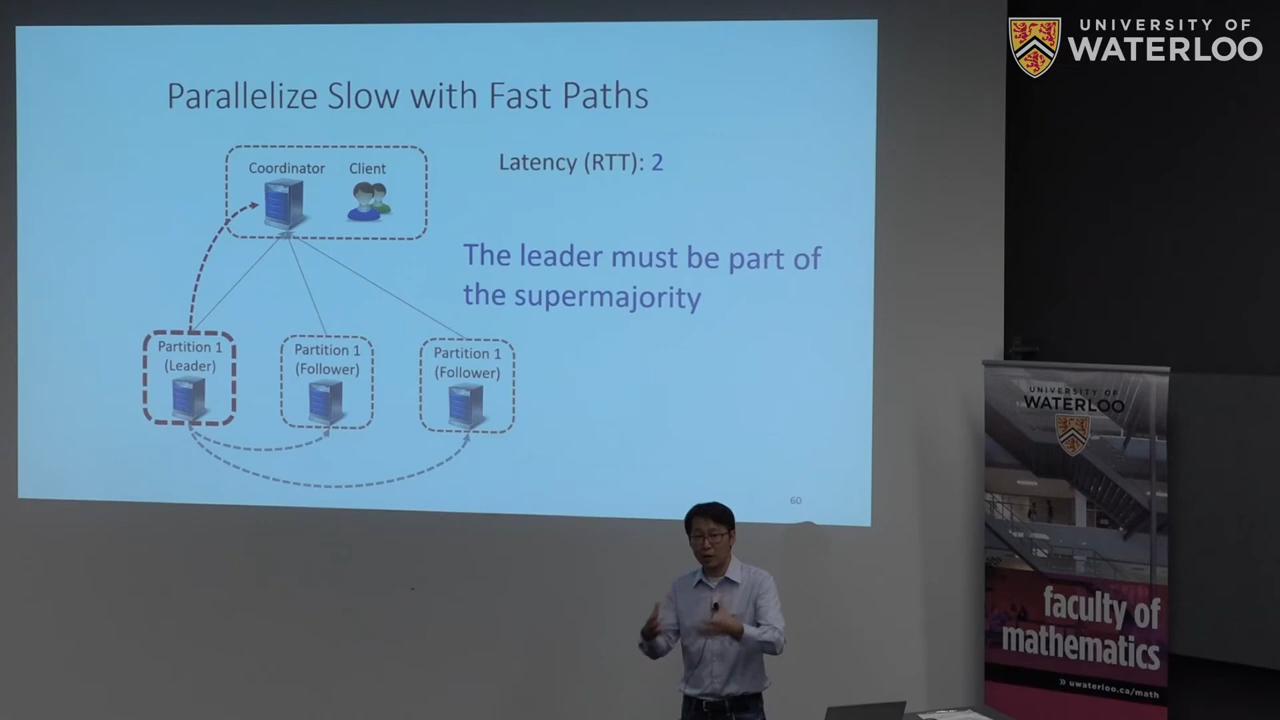 UNIVERSITY OF
WATERLOO
Parallelize Slow with Fast Paths
Coordinator
Client
Latency (RTT): 2
The leader must be part of
the supermajority
Partition 1
(Leader)
Partition 1
(Follower)
Partition 1
(Follower)
60
UNIVERSITY OF
WATERLOO
faculty of
mathematics
» uwaterloo.ca/math